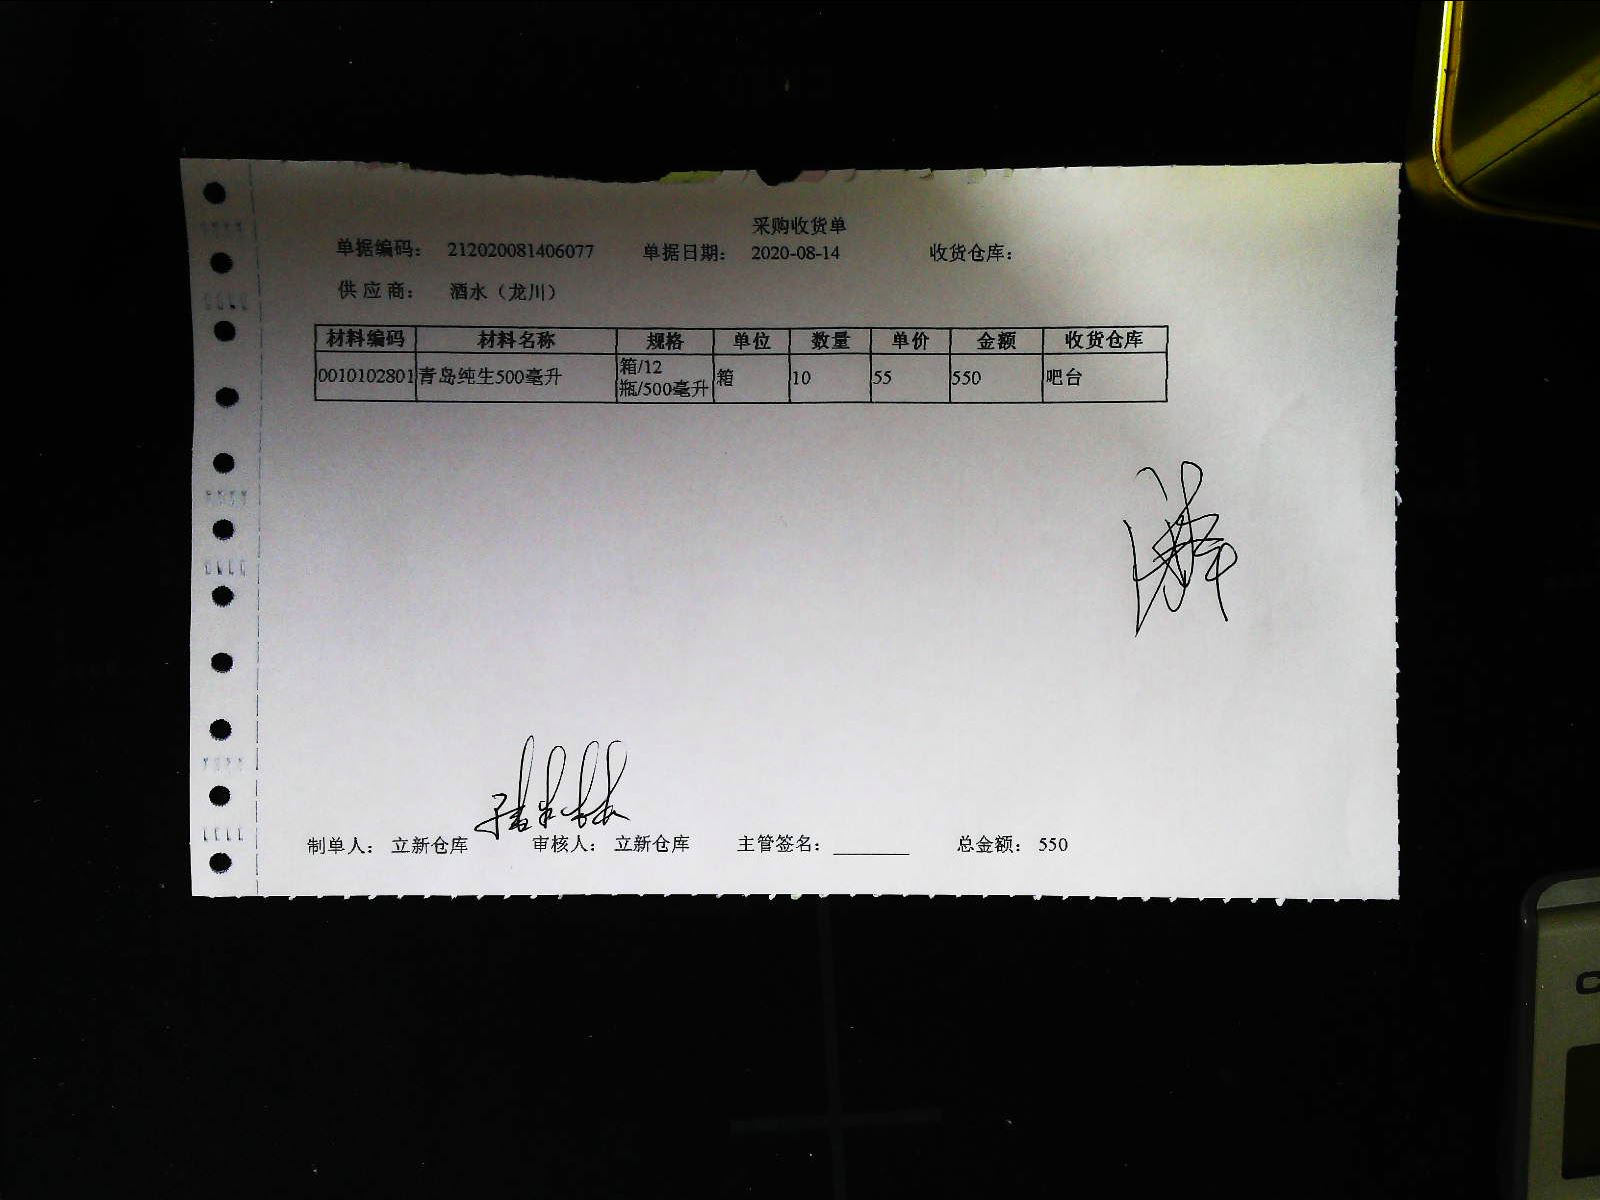 采购收货单
单据编码： 212020081406077 单据日期： 2020-08-14 收货仓库：
供应商： 酒水（龙川）
材料编码 材料名称 规格 单位 数量 单价 金额 收货仓库
0010102801 青岛纯生500毫升 箱/12瓶/500毫升 箱 10 55 550 吧台
制单人： 立新仓库 审核人： 立新仓库 主管签名： ________ 总金额： 550